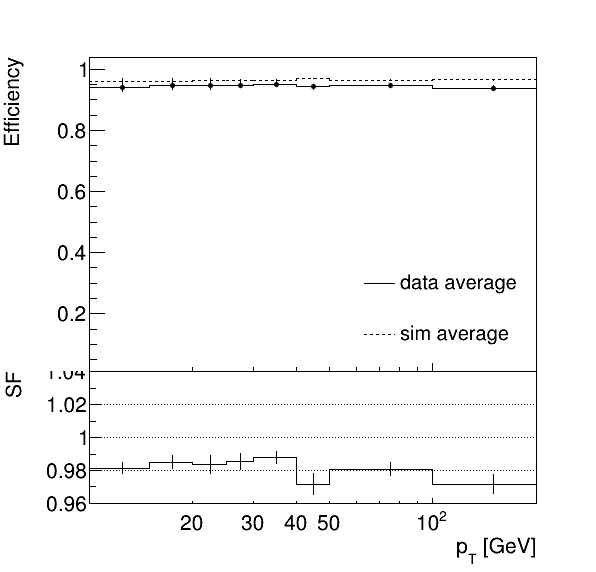 Efficiency
1
0.8
0.6
0.4
0.2
data average
sim average
SF
1.04
1.02
1
0.98
0.96
20 30 40 50 10²
p_T [GeV]